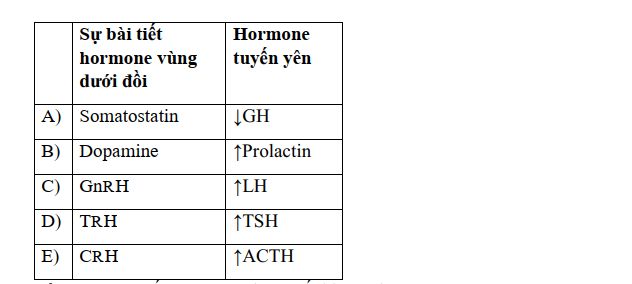 Sự bài tiết hormone vùng dưới đồi | Hormone tuyến yên
A) Somatostatin ↓GH
B) Dopamine ↑Prolactin
C) GnRH ↑LH
D) TRH ↑TSH
E) CRH ↑ACTH